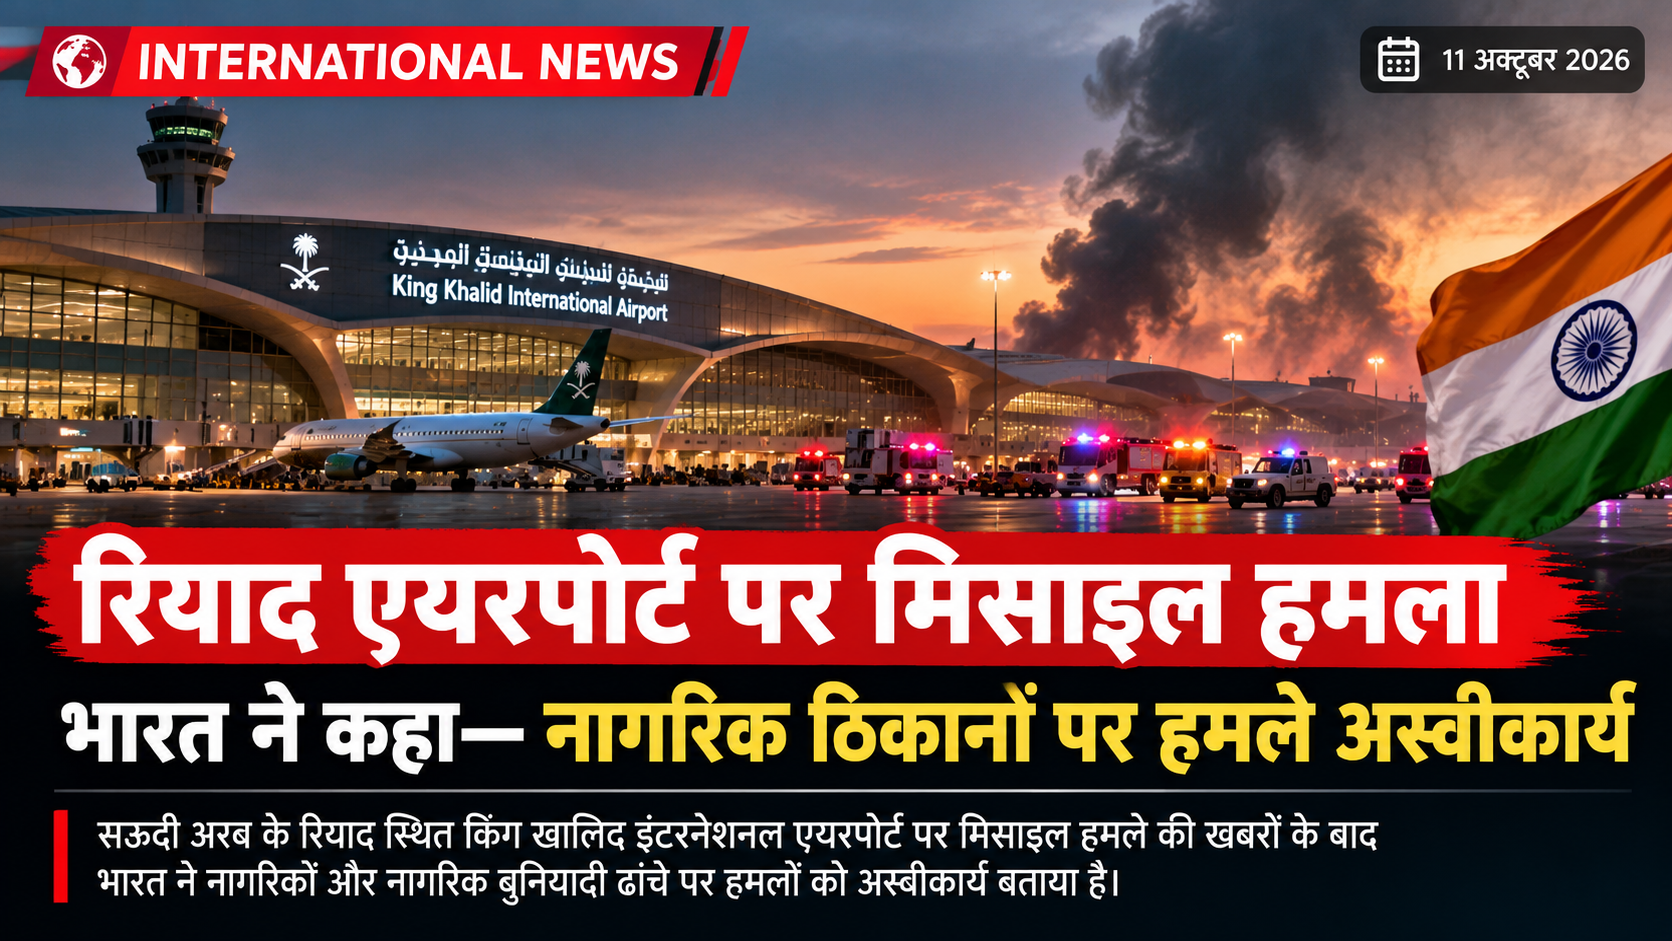 INTERNATIONAL NEWS
11 अक्टूबर 2026
King Khalid International Airport
रियाद एयरपोर्ट पर मिसाइल हमला
भारत ने कहा— नागरिक ठिकानों पर हमले अस्वीकार्य
सऊदी अरब के रियाद स्थित किंग खालिद इंटरनेशनल एयरपोर्ट पर मिसाइल हमले की खबरों के बाद
भारत ने नागरिकों और नागरिक बुनियादी ढांचे पर हमलों को अस्बीकार्य बताया है।